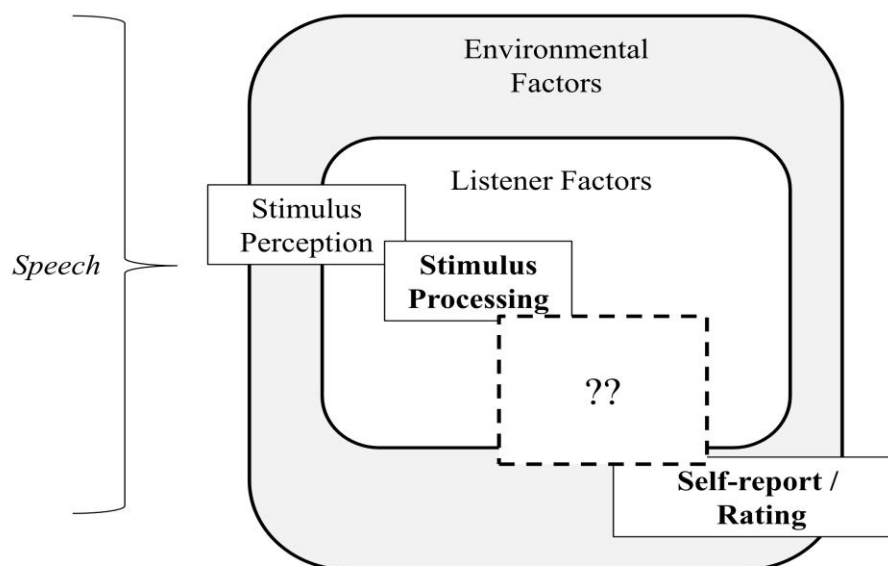 Environmental
Factors
Listener Factors
Stimulus
Perception
Speech
Stimulus
Processing
??
Self-report /
Rating